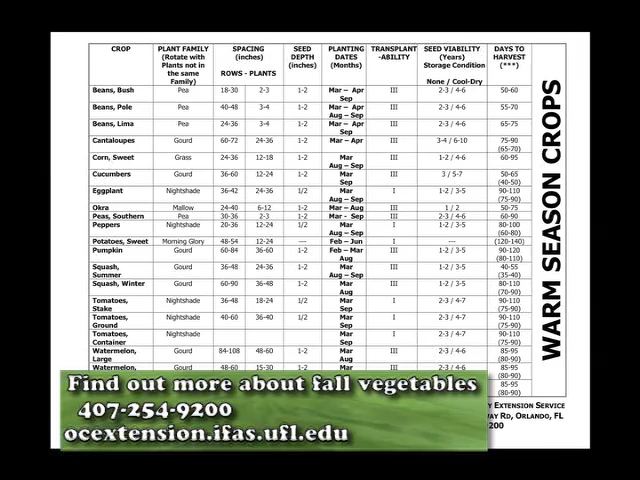 CROP PLANT FAMILY (Rotate with Plants not in the same Family) SPACING (inches) ROWS - PLANTS SEED DEPTH (inches) PLANTING DATES (Months) TRANSPLANT -ABILITY SEED VIABILITY (Years) Storage Condition None / Cool-Dry DAYS TO HARVEST (***)
Beans, Bush Pea 18-30 2-3 1-2 Mar – Apr Sep III 2-3 / 4-6 50-60
Beans, Pole Pea 40-48 3-4 1-2 Mar – Apr Aug – Sep III 2-3 / 4-6 55-70
Beans, Lima Pea 24-36 3-4 1-2 Mar – Apr Sep III 2-3 / 4-6 65-75
Cantaloupes Gourd 60-72 24-36 1-2 Mar – Apr III 3-4 / 6-10 75-90 (65-70)
Corn, Sweet Grass 24-36 12-18 1-2 Mar Aug – Sep III 1-2 / 4-6 60-95
Cucumbers Gourd 36-60 12-24 1-2 Mar Sep III 3 / 5-7 50-65 (40-50)
Eggplant Nightshade 36-42 24-36 1/2 Mar Aug – Sep I 1-2 / 3-5 90-110 (75-90)
Okra Mallow 24-40 6-12 1-2 Mar – Aug III 1 / 2 50-75
Peas, Southern Pea 30-36 2-3 1-2 Mar - Sep III 2-3 / 4-6 60-90
Peppers Nightshade 20-36 12-24 1/2 Mar Aug – Sep I 1-2 / 3-5 80-100 (60-80)
Potatoes, Sweet Morning Glory 48-54 12-24 --- Feb – Jun I --- (120-140)
Pumpkin Gourd 60-84 36-60 1-2 Feb – Mar Aug III 1-2 / 3-5 90-120 (80-110)
Squash, Summer Gourd 36-48 24-36 1-2 Mar Aug – Sep III 1-2 / 3-5 40-55 (35-40)
Squash, Winter Gourd 60-90 36-48 1-2 Mar Aug III 1-2 / 3-5 80-110 (70-90)
Tomatoes, Stake Nightshade 36-48 18-24 1/2 Mar Sep I 2-3 / 4-7 90-110 (75-90)
Tomatoes, Ground Nightshade 40-60 36-40 1/2 Mar Sep I 2-3 / 4-7 90-110 (75-90)
Tomatoes, Container Nightshade Mar Sep I 2-3 / 4-7 90-110 (75-90)
Watermelon, Large Gourd 84-108 48-60 1-2 Mar Aug III 2-3 / 4-6 85-95 (80-90)
Watermelon, Gourd 48-60 15-30 1-2 Mar III 2-3 / 4-6 85-95 (80-90)
85-95 (80-90)
WARM SEASON CROPS
Find out more about fall vegetables
407-254-9200
ocextension.ifas.ufl.edu
EXTENSION SERVICE
RD, ORLANDO, FL
200